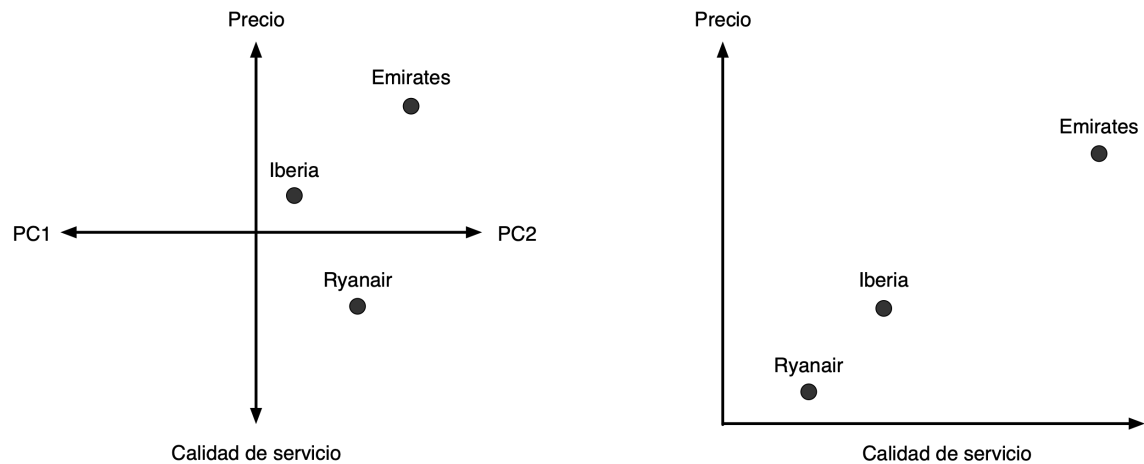 Precio
Emirates
Iberia
PC1
PC2
Ryanair
Calidad de servicio
Precio
Emirates
Iberia
Ryanair
Calidad de servicio